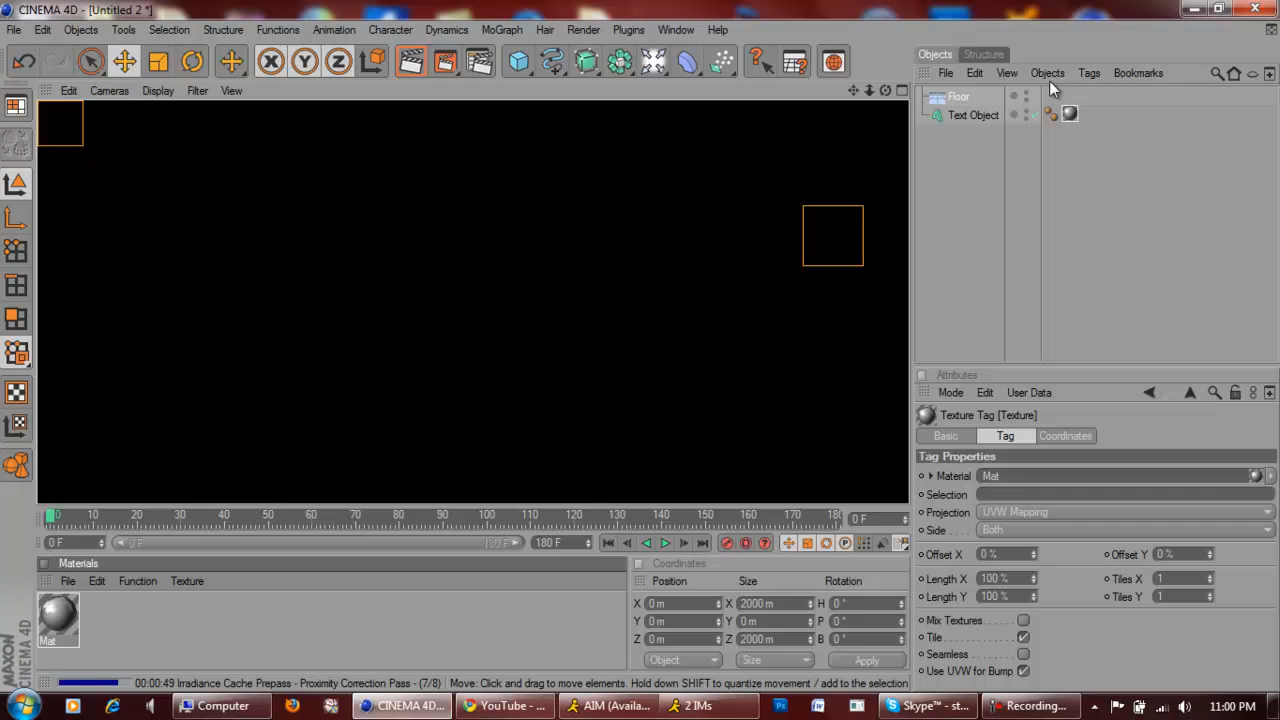 CINEMA 4D - [Untitled 2 *]
File Edit Objects Tools Selection Structure Functions Animation Character Dynamics MoGraph Hair Render Plugins Window Help
Objects Structure
File Edit View Objects Tags Bookmarks
Edit Cameras Display Filter View
Floor
Text Object
Attributes
Mode Edit User Data
Texture Tag [Texture]
Basic Tag Coordinates
Tag Properties
Material Mat
Selection
Projection UVW Mapping
Side Both
Offset X 0 % Offset Y 0 %
Length X 100 % Tiles X 1
Length Y 100 % Tiles Y 1
Mix Textures
Tile
Seamless
Use UVW for Bump
0 10 20 30 40 50 60 70 80 90 100 110 120 130 140 150 160 170 18 0 F
0 F 0 F 180 F 180 F
Materials
File Edit Function Texture
Mat
Coordinates
Position Size Rotation
X 0 m X 2000 m H 0 °
Y 0 m Y 0 m P 0 °
Z 0 m Z 2000 m B 0 °
Object Size Apply
MAXON
CINEMA 4D
00:00:49 Irradiance Cache Prepass - Proximity Correction Pass - (7/8) Move: Click and drag to move elements. Hold down SHIFT to quantize movement / add to the selection
Computer CINEMA 4D... YouTube - ... AIM (Availa... 2 IMs Skype™ - st... Recording... 11:00 PM